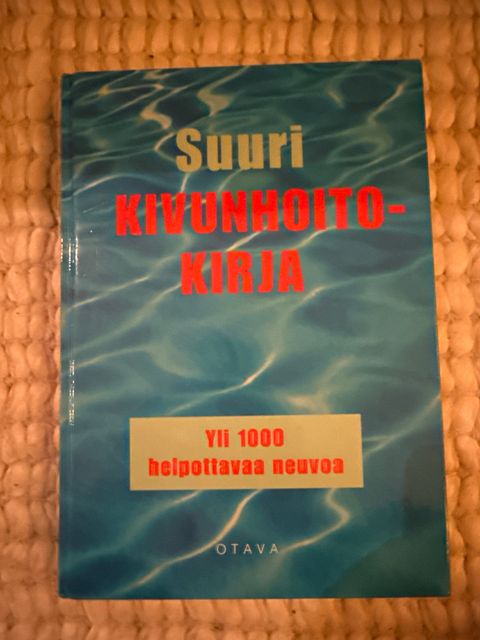 Suuri
KIVUNHOITO-
KIRJA
Yli 1000
helpottavaa neuvoa
OTAVA